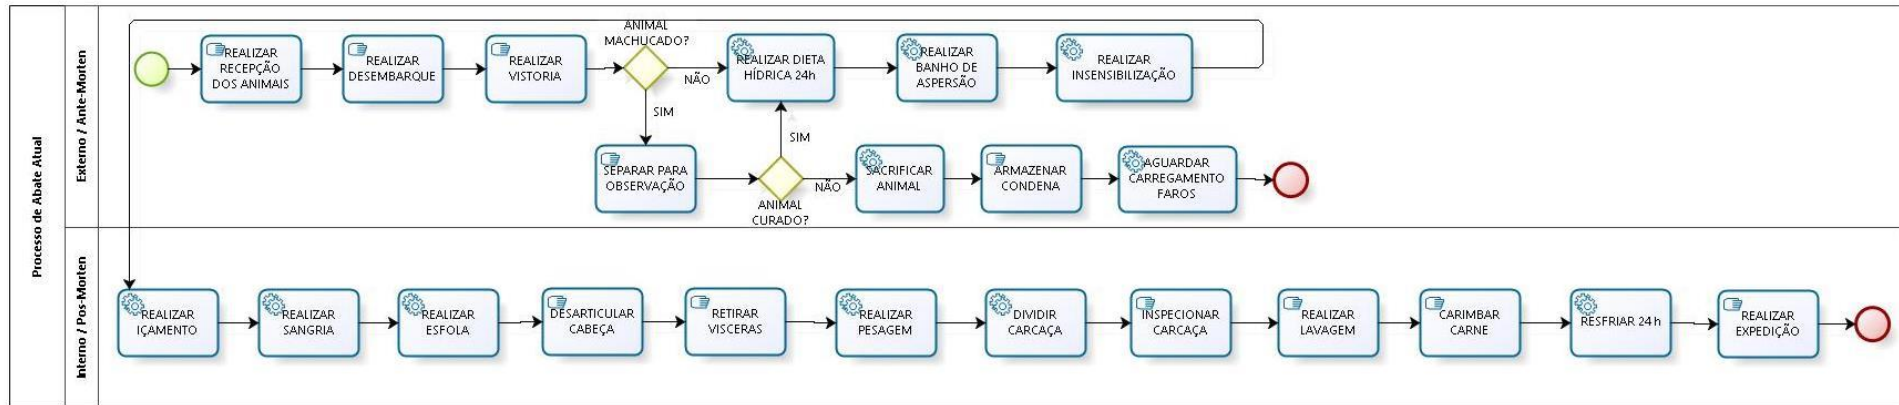 Processo de Abate Atual
Externo / Ante-Morten
REALIZAR
RECEPÇÃO
DOS ANIMAIS
REALIZAR
DESEMBARQUE
REALIZAR
VISTORIA
ANIMAL
MACHUCADO?
NÃO
SIM
REALIZAR DIETA
HÍDRICA 24h
REALIZAR
BANHO DE
ASPERSÃO
REALIZAR
INSENSIBILIZAÇÃO
SEPARAR PARA
OBSERVAÇÃO
SIM
NÃO
ANIMAL
CURADO?
SACRIFICAR
ANIMAL
ARMAZENAR
CONDENA
AGUARDAR
CARREGAMENTO
FAROS
Interno / Pos-Morten
REALIZAR
IÇAMENTO
REALIZAR
SANGRIA
REALIZAR
ESFOLA
DESARTICULAR
CABEÇA
RETIRAR
VISCERAS
REALIZAR
PESAGEM
DIVIDIR
CARCAÇA
INSPECIONAR
CARCAÇA
REALIZAR
LAVAGEM
CARIMBAR
CARNE
RESFRIAR 24 h
REALIZAR
EXPEDIÇÃO